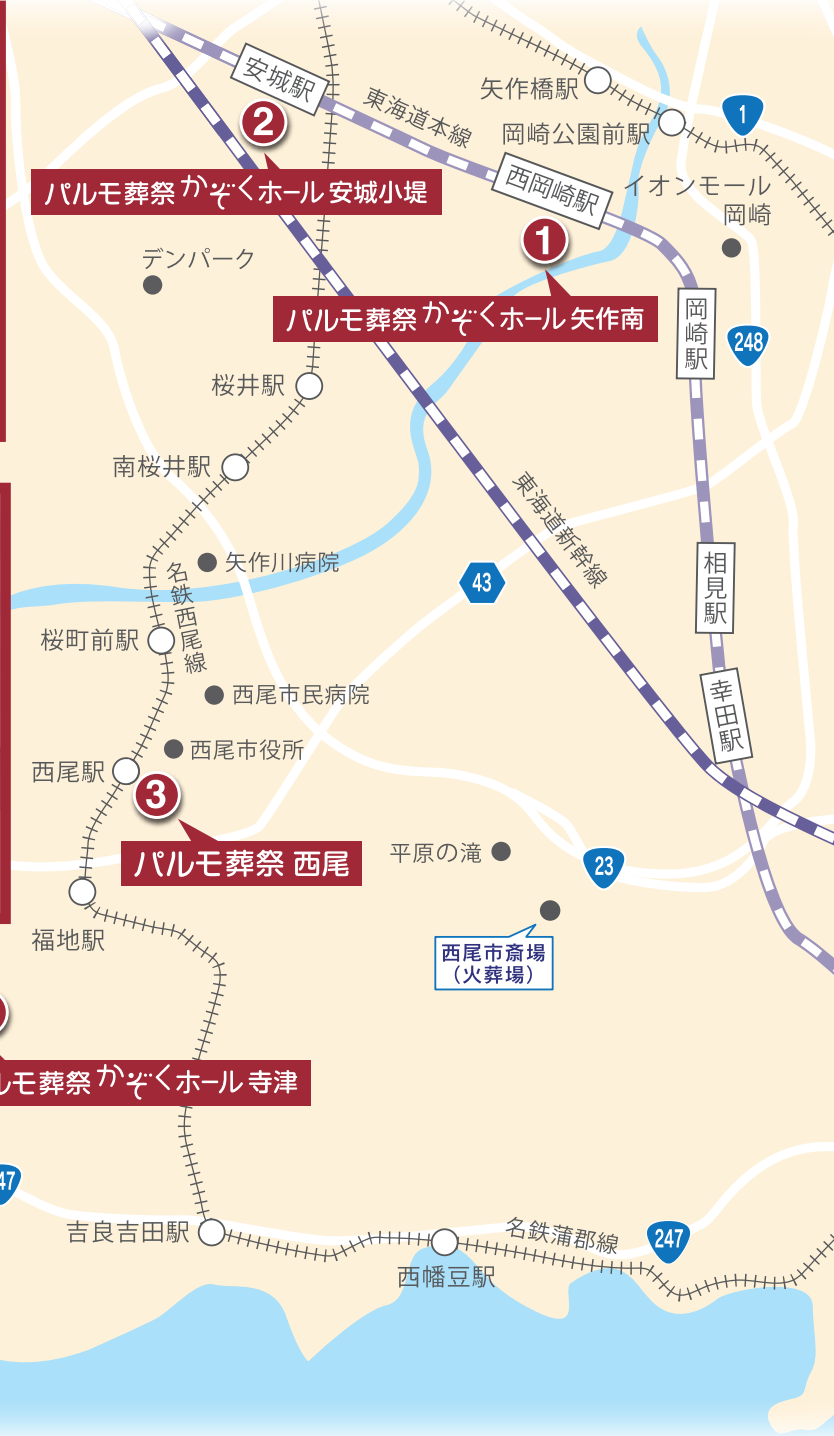 安城駅
東海道本線
矢作橋駅
岡崎公園前駅
1
2
パルモ葬祭 かぞくホール 安城小堤
西岡崎駅
イオンモール
岡崎
1
デンパーク
パルモ葬祭 かぞくホール 矢作南
岡崎駅
248
桜井駅
南桜井駅
東海道新幹線
矢作川病院
名鉄西尾線
43
相見駅
桜町前駅
西尾市民病院
幸田駅
西尾市役所
西尾駅
3
パルモ葬祭 西尾
平原の滝
23
福地駅
西尾市斎場
（火葬場）
ルモ葬祭 かぞくホール 寺津
47
吉良吉田駅
名鉄蒲郡線
247
西幡豆駅